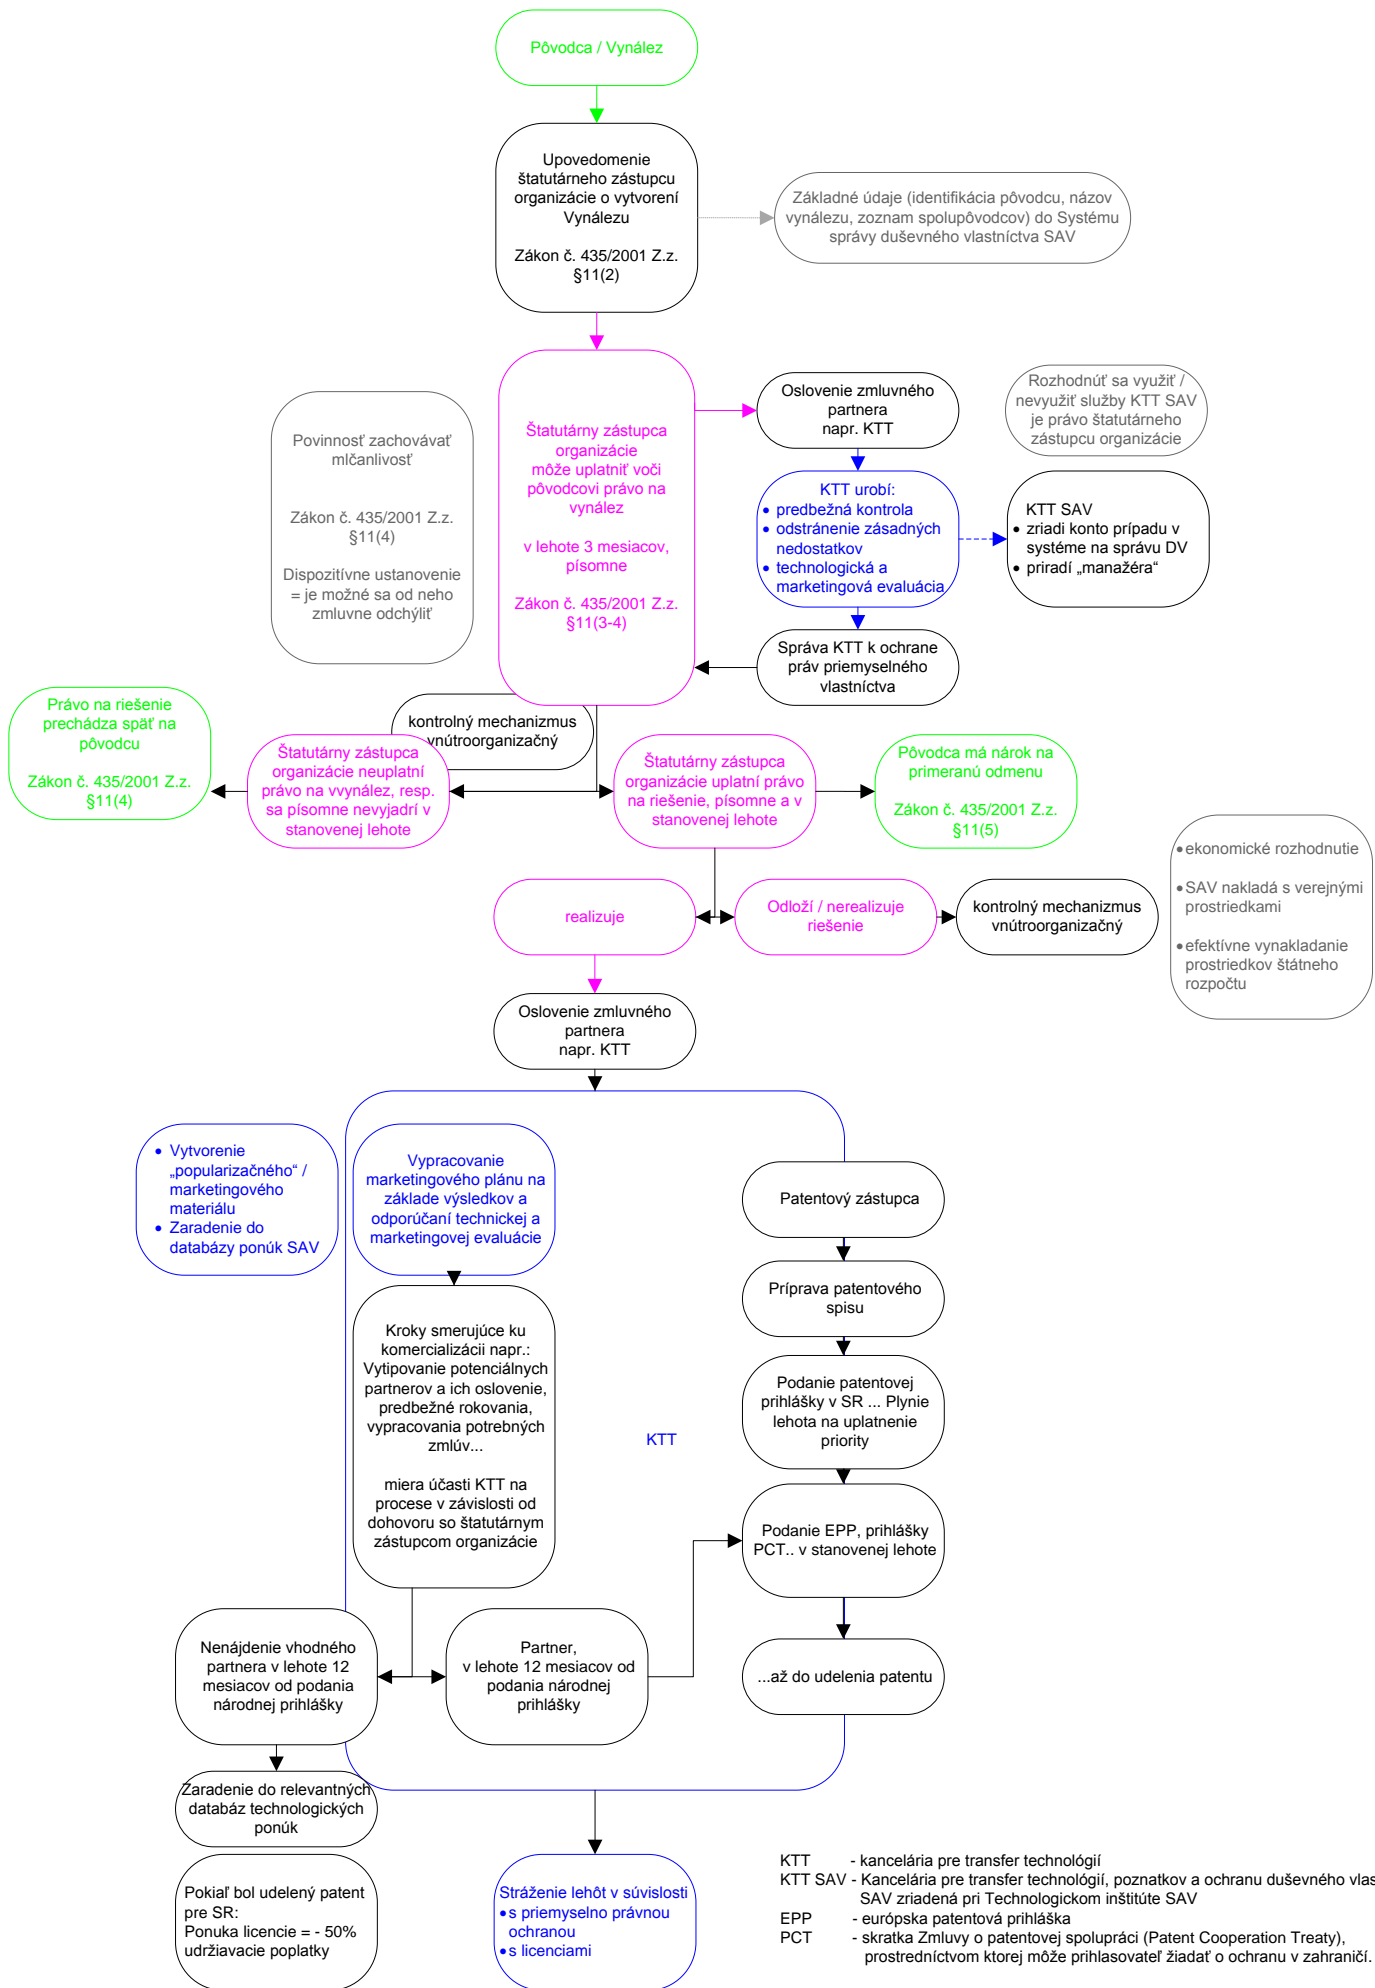 Pôvodca / Vynález
Upovedomenie
štatutárneho zástupcu
organizácie o vytvorení
Vynálezu
Zákon č. 435/2001 Z.z.
§11(2)
Základné údaje (identifikácia pôvodcu, názov
vynálezu, zoznam spolupôvodcov) do Systému
správy duševného vlastníctva SAV
Povinnosť zachovávať
mlčanlivosť
Zákon č. 435/2001 Z.z.
§11(4)
Dispozitívne ustanovenie
= je možné sa od neho
zmluvne odchýliť
Štatutárny zástupca
organizácie
môže uplatniť voči
pôvodcovi právo na
vynález
v lehote 3 mesiacov,
písomne
Zákon č. 435/2001 Z.z.
§11(3-4)
Oslovenie zmluvného
partnera
napr. KTT
Rozhodnúť sa využiť /
nevyužiť služby KTT SAV
je právo štatutárneho
zástupcu organizácie
KTT urobí:
• predbežná kontrola
• odstránenie zásadných
nedostatkov
• technologická a
marketingová evaluácia
KTT SAV
• zriadi konto prípadu v
systéme na správu DV
• priradí „manažéra“
Správa KTT k ochrane
práv priemyselného
vlastníctva
kontrolný mechanizmus
vnútroorganizačný
Právo na riešenie
prechádza späť na
pôvodcu
Zákon č. 435/2001 Z.z.
§11(4)
Štatutárny zástupca
organizácie neuplatní
právo na vvynález, resp.
sa písomne nevyjadrí v
stanovenej lehote
Štatutárny zástupca
organizácie uplatní právo
na riešenie, písomne a v
stanovenej lehote
Pôvodca má nárok na
primeranú odmenu
Zákon č. 435/2001 Z.z.
§11(5)
• ekonomické rozhodnutie
• SAV nakladá s verejnými
prostriedkami
• efektívne vynakladanie
prostriedkov štátneho
rozpočtu
realizuje
Odloží / nerealizuje
riešenie
kontrolný mechanizmus
vnútroorganizačný
Oslovenie zmluvného
partnera
napr. KTT
• Vytvorenie
„popularizačného“ /
marketingového
materiálu
• Zaradenie do
databázy ponúk SAV
Vypracovanie
marketingového plánu na
základe výsledkov a
odporúčaní technickej a
marketingovej evaluácie
Patentový zástupca
Príprava patentového
spisu
Kroky smerujúce ku
komercializácii napr.:
Vytipovanie potenciálnych
partnerov a ich oslovenie,
predbežné rokovania,
vypracovania potrebných
zmlúv...
miera účasti KTT na
procese v závislosti od
dohovoru so štatutárnym
zástupcom organizácie
KTT
Podanie patentovej
prihlášky v SR ... Plynie
lehota na uplatnenie
priority
Podanie EPP, prihlášky
PCT.. v stanovenej lehote
Nenájdenie vhodného
partnera v lehote 12
mesiacov od podania
národnej prihlášky
Partner,
v lehote 12 mesiacov od
podania národnej
prihlášky
...až do udelenia patentu
Zaradenie do relevantných
databáz technologických
ponúk
Pokiaľ bol udelený patent
pre SR:
Ponuka licencie = - 50%
udržiavacie poplatky
Stráženie lehôt v súvislosti
• s priemyselno právnou
ochranou
• s licenciami
KTT - kancelária pre transfer technológií
KTT SAV - Kancelária pre transfer technológií, poznatkov a ochranu duševného vlas
SAV zriadená pri Technologickom inštitúte SAV
EPP - európska patentová prihláška
PCT - skratka Zmluvy o patentovej spolupráci (Patent Cooperation Treaty),
prostredníctvom ktorej môže prihlasovateľ žiadať o ochranu v zahraničí.